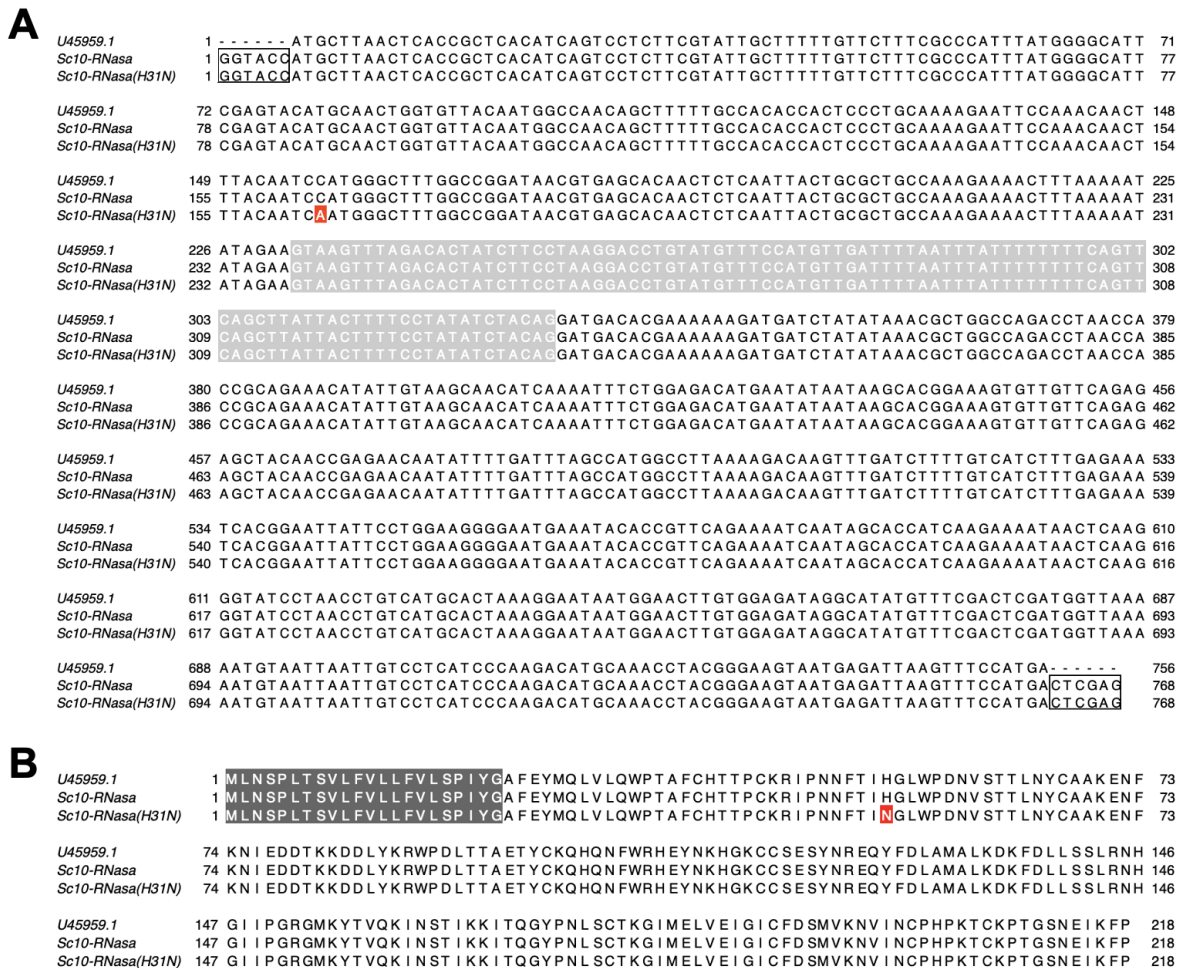 A
U45959.1 1 ------ATGCTTAACTCACCGCTCACATCAGTCCTCTTCGTATTGCTTTTTGTTCTTTCGCCCATTTATGGGGCATT 71
Sc10-RNasa 1 GGTACCATGCTTAACTCACCGCTCACATCAGTCCTCTTCGTATTGCTTTTTGTTCTTTCGCCCATTTATGGGGCATT 77
Sc10-RNasa(H31N) 1 GGTACCATGCTTAACTCACCGCTCACATCAGTCCTCTTCGTATTGCTTTTTGTTCTTTCGCCCATTTATGGGGCATT 77
U45959.1 72 CGAGTACATGCAACTGGTGTTACAATGGCCAACAGCTTTTTGCCACACCACTCCCTGCAAAAGAATTCCAAACAACT 148
Sc10-RNasa 78 CGAGTACATGCAACTGGTGTTACAATGGCCAACAGCTTTTTGCCACACCACTCCCTGCAAAAGAATTCCAAACAACT 154
Sc10-RNasa(H31N) 78 CGAGTACATGCAACTGGTGTTACAATGGCCAACAGCTTTTTGCCACACCACTCCCTGCAAAAGAATTCCAAACAACT 154
U45959.1 149 TTACAATCCATGGGCTTTGGCCGGATAACGTGAGCACAACTCTCAATTACTGCGCTGCCAAAGAAAACTTTAAAAAT 225
Sc10-RNasa 155 TTACAATCCATGGGCTTTGGCCGGATAACGTGAGCACAACTCTCAATTACTGCGCTGCCAAAGAAAACTTTAAAAAT 231
Sc10-RNasa(H31N) 155 TTACAATCAATGGGCTTTGGCCGGATAACGTGAGCACAACTCTCAATTACTGCGCTGCCAAAGAAAACTTTAAAAAT 231
U45959.1 226 ATAGAAGTAAGTTTAGACACTATCTTCCTAAGGACCTGTATGTTTCCATGTTGATTTTAATTTATTTTTTTTCAGTT 302
Sc10-RNasa 232 ATAGAAGTAAGTTTAGACACTATCTTCCTAAGGACCTGTATGTTTCCATGTTGATTTTAATTTATTTTTTTTCAGTT 308
Sc10-RNasa(H31N) 232 ATAGAAGTAAGTTTAGACACTATCTTCCTAAGGACCTGTATGTTTCCATGTTGATTTTAATTTATTTTTTTTCAGTT 308
U45959.1 303 CAGCTTATTACTTTTCCTATATCTACAGGATGACACGAAAAAAGATGATCTATATAAACGCTGGCCAGACCTAACCA 379
Sc10-RNasa 309 CAGCTTATTACTTTTCCTATATCTACAGGATGACACGAAAAAAGATGATCTATATAAACGCTGGCCAGACCTAACCA 385
Sc10-RNasa(H31N) 309 CAGCTTATTACTTTTCCTATATCTACAGGATGACACGAAAAAAGATGATCTATATAAACGCTGGCCAGACCTAACCA 385
U45959.1 380 CCGCAGAAACATATTGTAAGCAACATCAAAATTTCTGGAGACATGAATATAATAAGCACGGAAAGTGTTGTTCAGAG 456
Sc10-RNasa 386 CCGCAGAAACATATTGTAAGCAACATCAAAATTTCTGGAGACATGAATATAATAAGCACGGAAAGTGTTGTTCAGAG 462
Sc10-RNasa(H31N) 386 CCGCAGAAACATATTGTAAGCAACATCAAAATTTCTGGAGACATGAATATAATAAGCACGGAAAGTGTTGTTCAGAG 462
U45959.1 457 AGCTACAACCGAGAACAATATTTTGATTTAGCCATGGCCTTAAAAGACAAGTTTGATCTTTTGTCATCTTTGAGAAA 533
Sc10-RNasa 463 AGCTACAACCGAGAACAATATTTTGATTTAGCCATGGCCTTAAAAGACAAGTTTGATCTTTTGTCATCTTTGAGAAA 539
Sc10-RNasa(H31N) 463 AGCTACAACCGAGAACAATATTTTGATTTAGCCATGGCCTTAAAAGACAAGTTTGATCTTTTGTCATCTTTGAGAAA 539
U45959.1 534 TCACGGAATTATTCCTGGAAGGGGAATGAAATACACCGTTCAGAAAATCAATAGCACCATCAAGAAAATAACTCAAG 610
Sc10-RNasa 540 TCACGGAATTATTCCTGGAAGGGGAATGAAATACACCGTTCAGAAAATCAATAGCACCATCAAGAAAATAACTCAAG 616
Sc10-RNasa(H31N) 540 TCACGGAATTATTCCTGGAAGGGGAATGAAATACACCGTTCAGAAAATCAATAGCACCATCAAGAAAATAACTCAAG 616
U45959.1 611 GGTATCCTAACCTGTCATGCACTAAAGGAATAATGGAACTTGTGGAGATAGGCATATGTTTCGACTCGATGGTTAAA 687
Sc10-RNasa 617 GGTATCCTAACCTGTCATGCACTAAAGGAATAATGGAACTTGTGGAGATAGGCATATGTTTCGACTCGATGGTTAAA 693
Sc10-RNasa(H31N) 617 GGTATCCTAACCTGTCATGCACTAAAGGAATAATGGAACTTGTGGAGATAGGCATATGTTTCGACTCGATGGTTAAA 693
U45959.1 688 AATGTAATTAATTGTCCTCATCCCAAGACATGCAAACCTACGGGAAGTAATGAGATTAAGTTTCCATGA------ 756
Sc10-RNasa 694 AATGTAATTAATTGTCCTCATCCCAAGACATGCAAACCTACGGGAAGTAATGAGATTAAGTTTCCATGACTCGAG 768
Sc10-RNasa(H31N) 694 AATGTAATTAATTGTCCTCATCCCAAGACATGCAAACCTACGGGAAGTAATGAGATTAAGTTTCCATGACTCGAG 768
B
U45959.1 1 MLNSPLTSVLFVLLFVLSPIYGAFEYMQLVLQWPTAFCHTTPCKRIPNNFTIHGLWPDNVSTTLNYCAAKENF 73
Sc10-RNasa 1 MLNSPLTSVLFVLLFVLSPIYGAFEYMQLVLQWPTAFCHTTPCKRIPNNFTIHGLWPDNVSTTLNYCAAKENF 73
Sc10-RNasa(H31N) 1 MLNSPLTSVLFVLLFVLSPIYGAFEYMQLVLQWPTAFCHTTPCKRIPNNFTINGLWPDNVSTTLNYCAAKENF 73
U45959.1 74 KNIEDDTKKDDLYKRWPDLTTAETYCKQHQNFWRHEYNKHGKCCSESYNREQYFDLAMALKDKFDLLSSLRNH 146
Sc10-RNasa 74 KNIEDDTKKDDLYKRWPDLTTAETYCKQHQNFWRHEYNKHGKCCSESYNREQYFDLAMALKDKFDLLSSLRNH 146
Sc10-RNasa(H31N) 74 KNIEDDTKKDDLYKRWPDLTTAETYCKQHQNFWRHEYNKHGKCCSESYNREQYFDLAMALKDKFDLLSSLRNH 146
U45959.1 147 GIIPGRGMKYTVQKINSTIKKITQGYPNLSCTKGIMELVEIGICFDSMVKNVINCPHPKTCKPTGSNEIKFP 218
Sc10-RNasa 147 GIIPGRGMKYTVQKINSTIKKITQGYPNLSCTKGIMELVEIGICFDSMVKNVINCPHPKTCKPTGSNEIKFP 218
Sc10-RNasa(H31N) 147 GIIPGRGMKYTVQKINSTIKKITQGYPNLSCTKGIMELVEIGICFDSMVKNVINCPHPKTCKPTGSNEIKFP 218